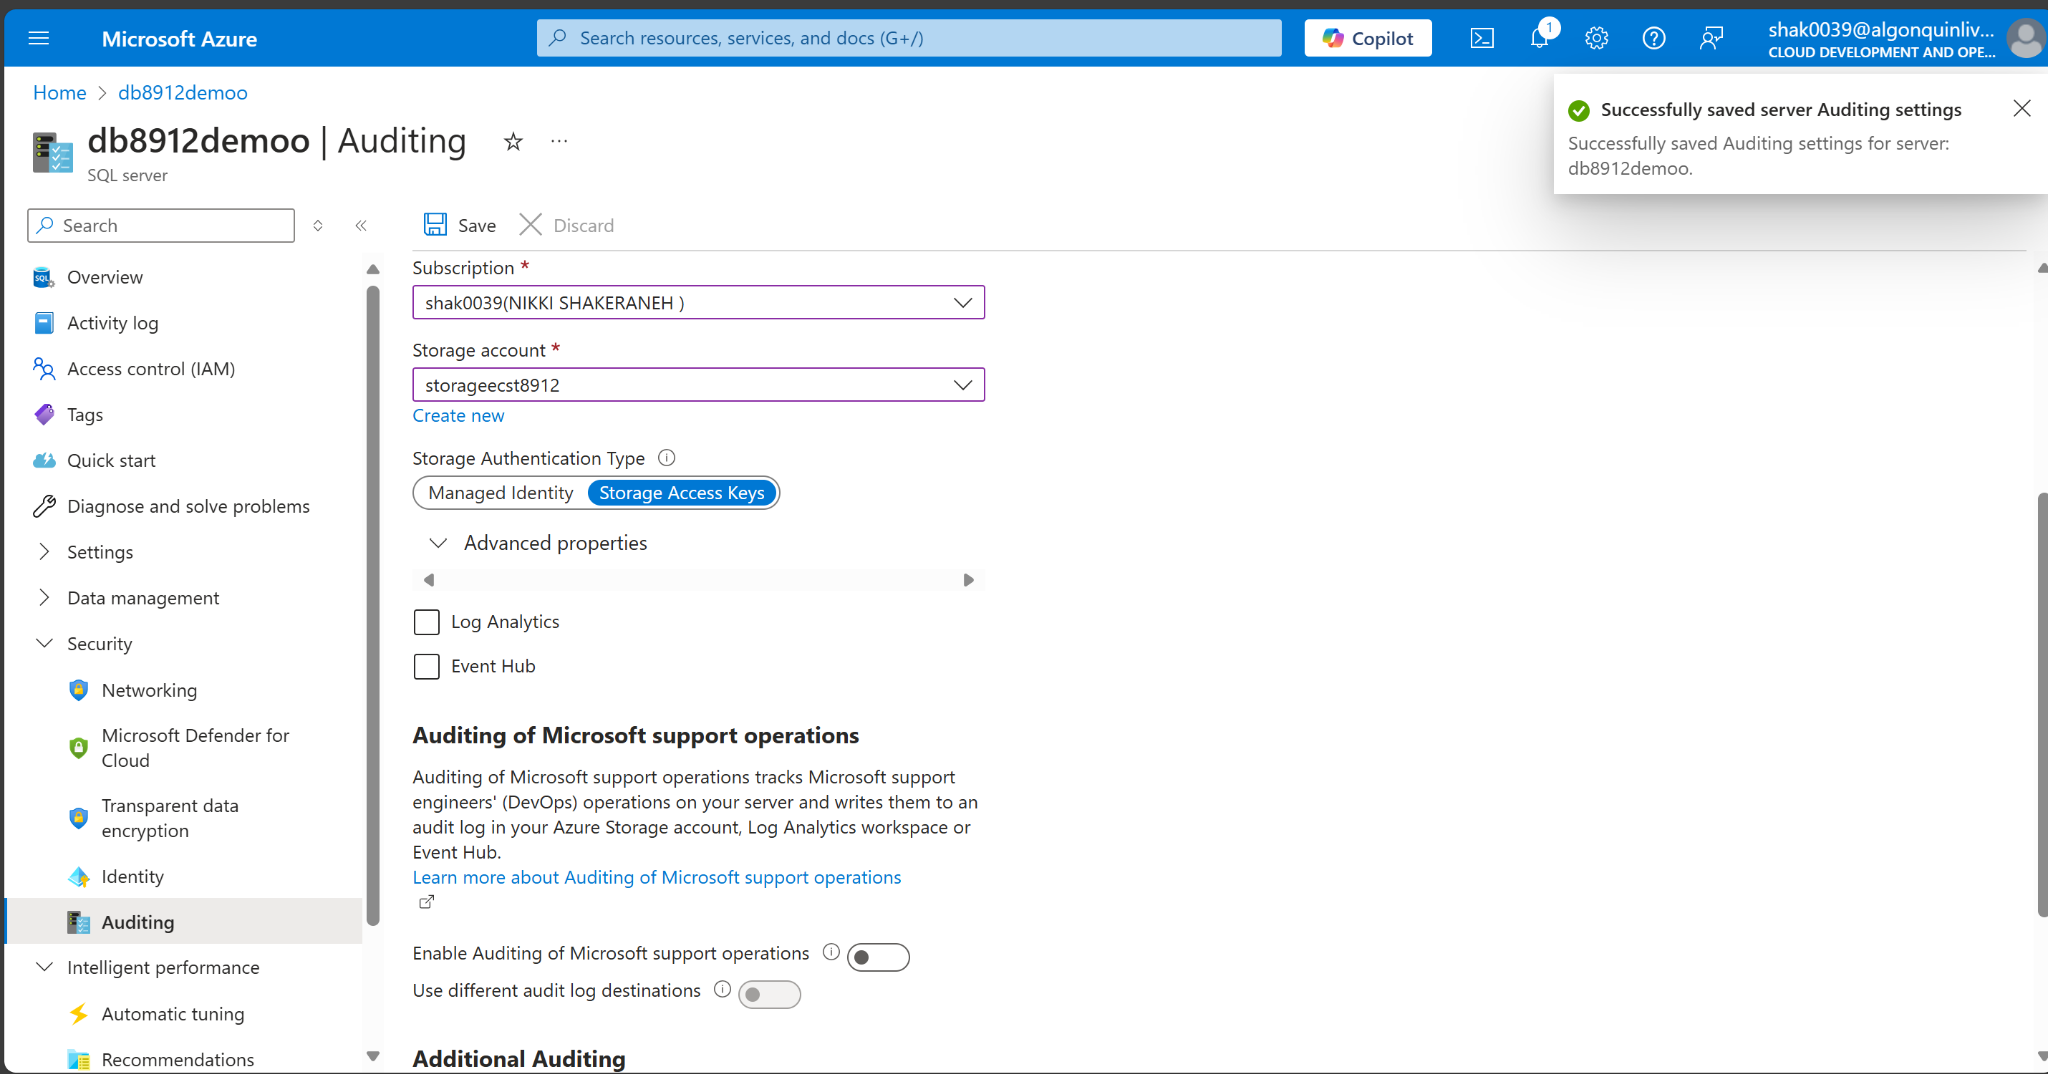 Microsoft Azure
Search resources, services, and docs (G+/)
Copilot
1
shak0039@algonquinliv...
CLOUD DEVELOPMENT AND OPE...
Home > db8912demoo
Successfully saved server Auditing settings
Successfully saved Auditing settings for server:
db8912demoo.
db8912demoo | Auditing
SQL server
Search
Save
Discard
Overview
Activity log
Access control (IAM)
Tags
Quick start
Diagnose and solve problems
Settings
Data management
Security
Networking
Microsoft Defender for
Cloud
Transparent data
encryption
Identity
Auditing
Intelligent performance
Automatic tuning
Recommendations
Subscription *
shak0039(NIKKI SHAKERANEH )
Storage account *
storageecst8912
Create new
Storage Authentication Type
Managed Identity
Storage Access Keys
Advanced properties
Log Analytics
Event Hub
Auditing of Microsoft support operations
Auditing of Microsoft support operations tracks Microsoft support
engineers' (DevOps) operations on your server and writes them to an
audit log in your Azure Storage account, Log Analytics workspace or
Event Hub.
Learn more about Auditing of Microsoft support operations
Enable Auditing of Microsoft support operations
Use different audit log destinations
Additional Auditing